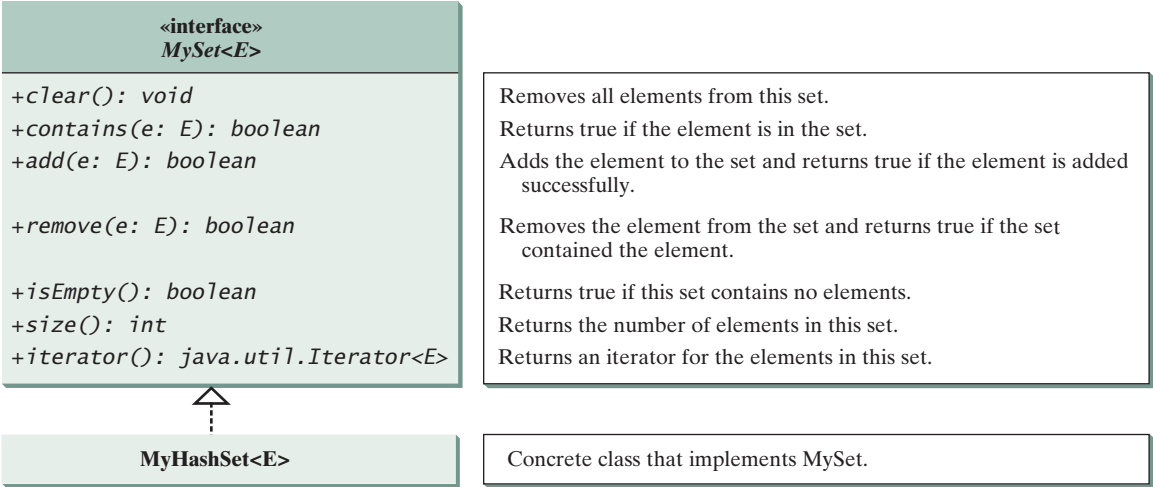 «interface»
MySet<E>
+clear(): void
Removes all elements from this set.
+contains(e: E): boolean
Returns true if the element is in the set.
+add(e: E): boolean
Adds the element to the set and returns true if the element is added
successfully.
+remove(e: E): boolean
Removes the element from the set and returns true if the set
contained the element.
+isEmpty(): boolean
Returns true if this set contains no elements.
+size(): int
Returns the number of elements in this set.
+iterator(): java.util.Iterator<E>
Returns an iterator for the elements in this set.
MyHashSet<E>
Concrete class that implements MySet.